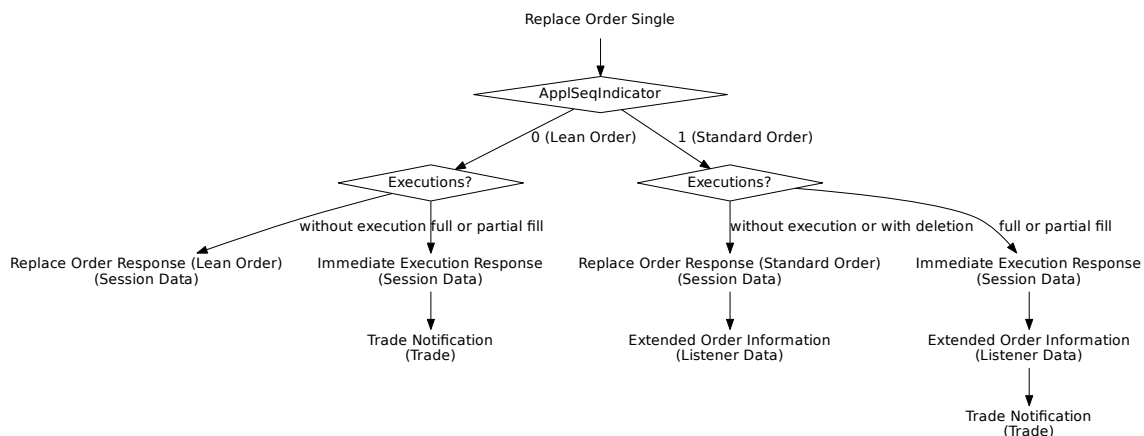 Replace Order Single
ApplSeqIndicator
0 (Lean Order)
1 (Standard Order)
Executions?
Executions?
without execution
full or partial fill
without execution or with deletion
full or partial fill
Replace Order Response (Lean Order)
(Session Data)
Immediate Execution Response
(Session Data)
Replace Order Response (Standard Order)
(Session Data)
Immediate Execution Response
(Session Data)
Trade Notification
(Trade)
Extended Order Information
(Listener Data)
Extended Order Information
(Listener Data)
Trade Notification
(Trade)